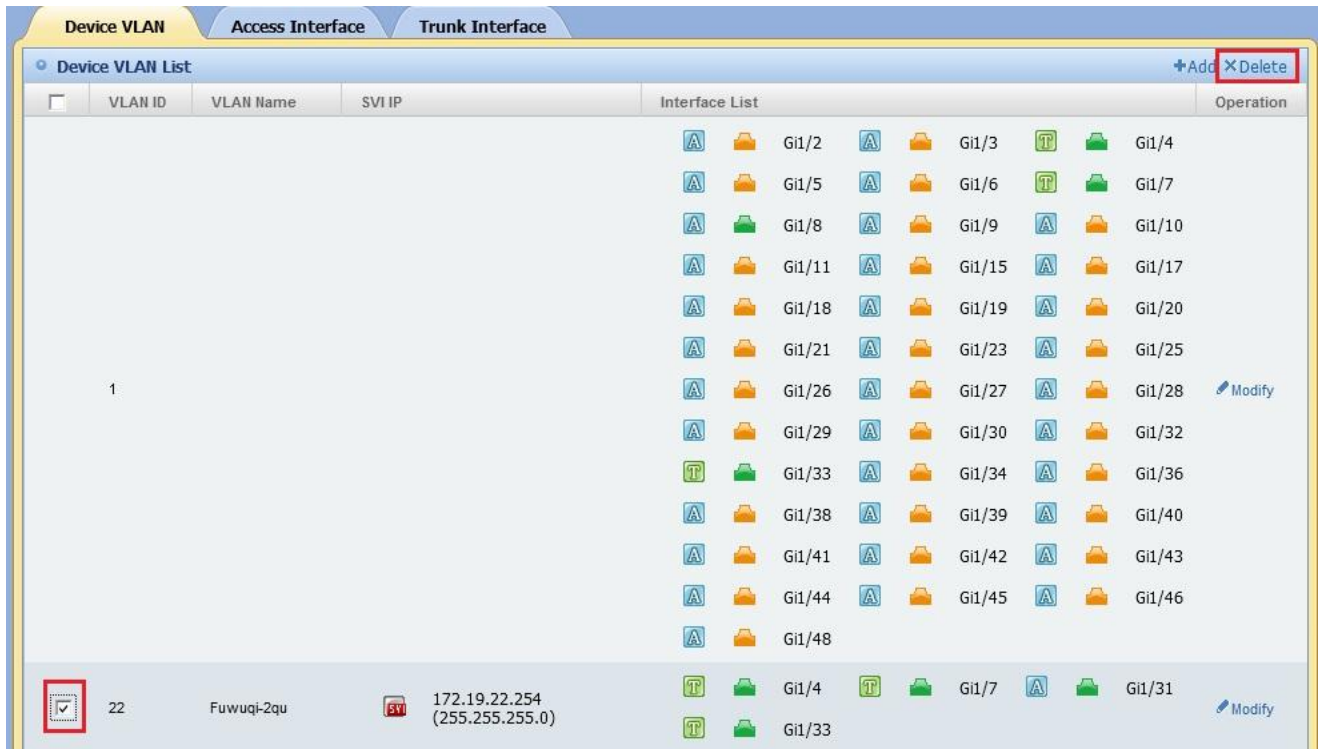 Device VLAN Access Interface Trunk Interface
Device VLAN List +Add ×Delete
VLAN ID VLAN Name SVI IP Interface List Operation
A Gi1/2 A Gi1/3 T Gi1/4
A Gi1/5 A Gi1/6 T Gi1/7
A Gi1/8 A Gi1/9 A Gi1/10
A Gi1/11 A Gi1/15 A Gi1/17
A Gi1/18 A Gi1/19 A Gi1/20
A Gi1/21 A Gi1/23 A Gi1/25
1 A Gi1/26 A Gi1/27 A Gi1/28 Modify
A Gi1/29 A Gi1/30 A Gi1/32
T Gi1/33 A Gi1/34 A Gi1/36
A Gi1/38 A Gi1/39 A Gi1/40
A Gi1/41 A Gi1/42 A Gi1/43
A Gi1/44 A Gi1/45 A Gi1/46
A Gi1/48
22 Fuwuqi-2qu SVI 172.19.22.254 T Gi1/4 T Gi1/7 A Gi1/31 Modify
(255.255.255.0) T Gi1/33